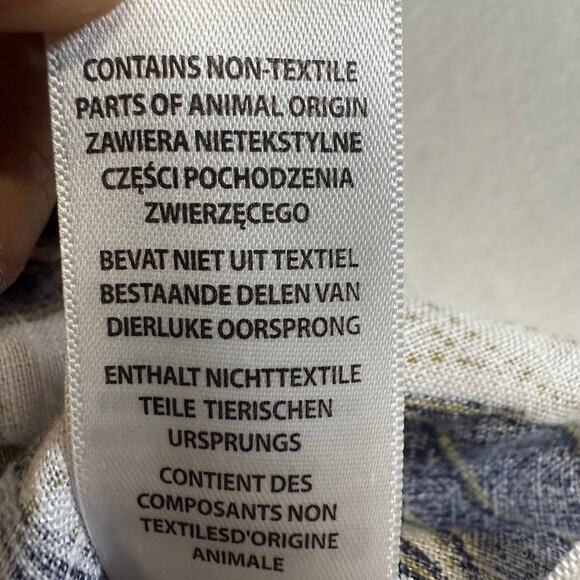 CONTAINS NON-TEXTILE
PARTS OF ANIMAL ORIGIN
ZAWIERA NIETEKSTYLNE
CZĘŚCI POCHODZENIA
ZWIERZĘCEGO
BEVAT NIET UIT TEXTIEL
BESTAANDE DELEN VAN
DIERLUKE OORSPRONG
ENTHALT NICHTTEXTILE
TEILE TIERISCHEN
URSPRUNGS
CONTIENT DES
COMPOSANTS NON
TEXTILESD'ORIGINE
ANIMALE